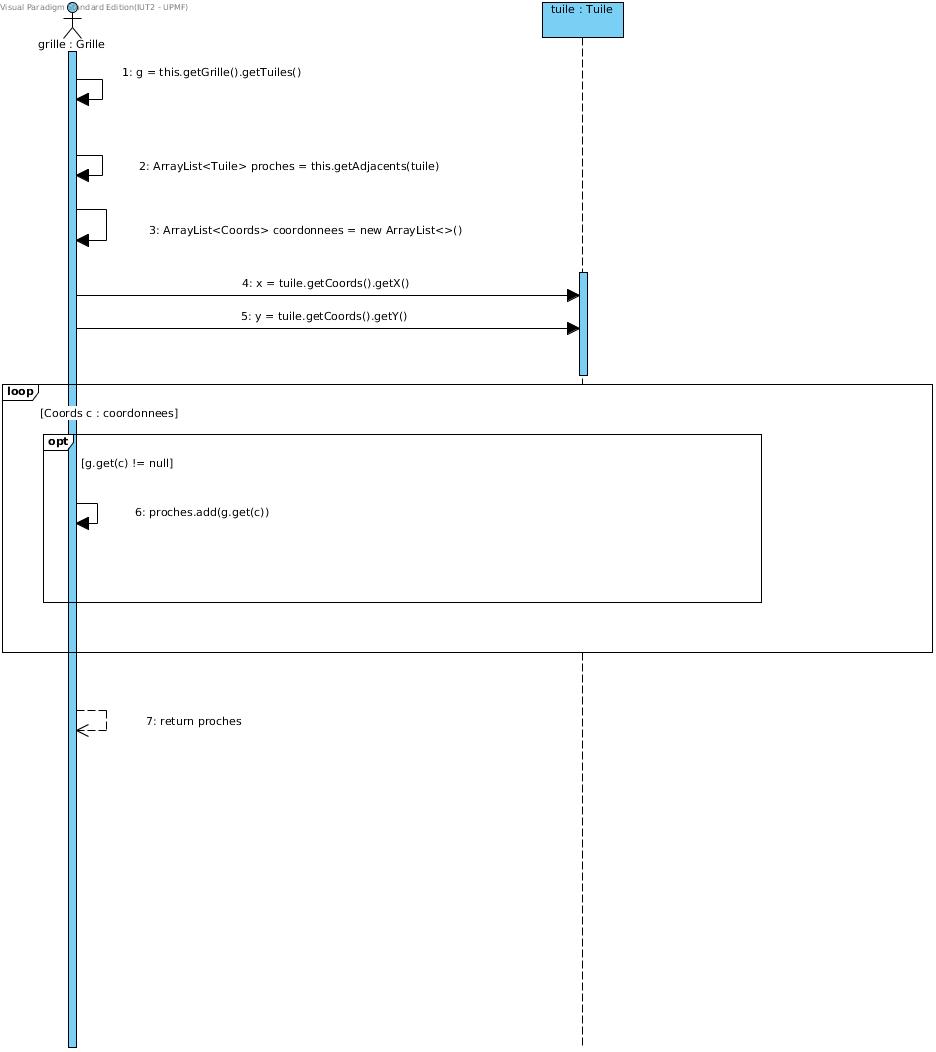 Visual Paradigm Standard Edition(IUT2 - UPMF)
tuile : Tuile
grille : Grille
1: g = this.getGrille().getTuiles()
2: ArrayList<Tuile> proches = this.getAdjacents(tuile)
3: ArrayList<Coords> coordonnees = new ArrayList<>()
4: x = tuile.getCoords().getX()
5: y = tuile.getCoords().getY()
loop
[Coords c : coordonnees]
opt
[g.get(c) != null]
6: proches.add(g.get(c))
7: return proches